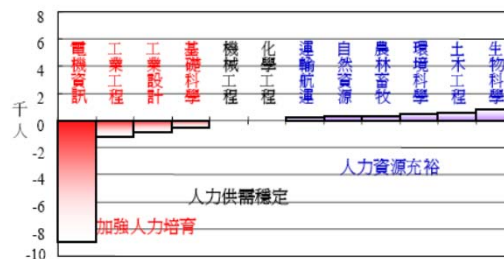 8
6
4
2
0
-2
-4
-6
-8
-10
千人
電機資訊
工業工程
工業設計
基礎科學
機械工程
化學工程
運輸航運
自然資源
農林畜牧
環境科學
土木工程
生物科學
人力資源充裕
人力供需穩定
加強人力培育